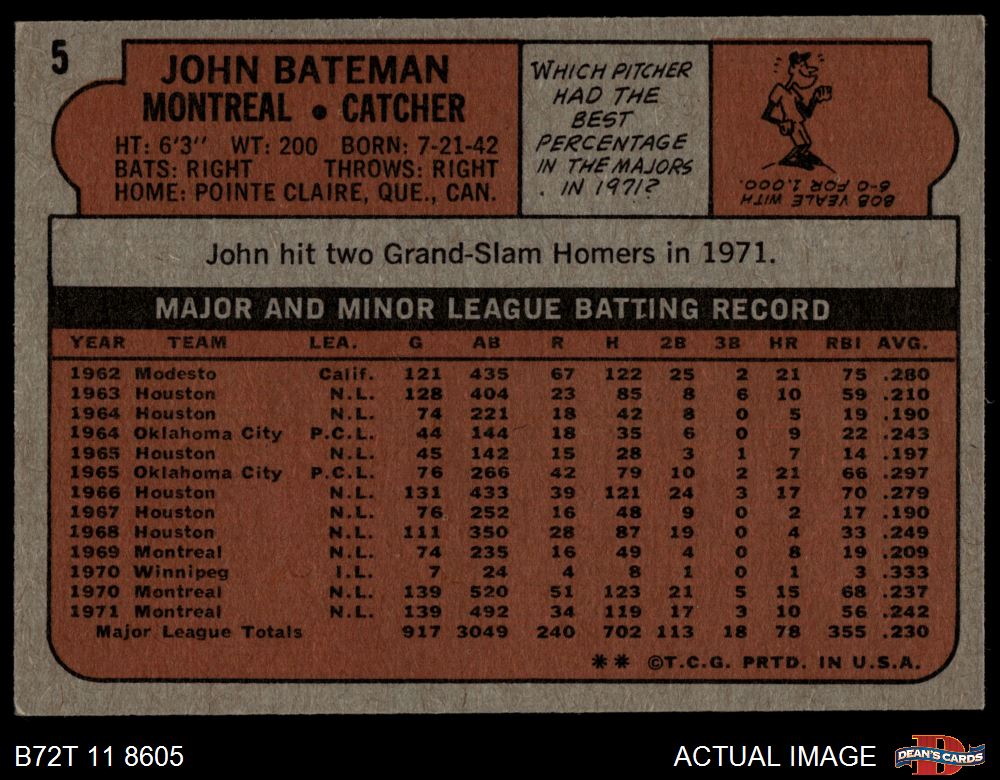 5
JOHN BATEMAN
MONTREAL • CATCHER
HT: 6'3" WT: 200 BORN: 7-21-42
BATS: RIGHT THROWS: RIGHT
HOME: POINTE CLAIRE, QUE., CAN.
WHICH PITCHER
HAD THE
BEST
PERCENTAGE
IN THE MAJORS
IN 1971?
BOB VEALE WITH
6-0 FOR 1.000.
John hit two Grand-Slam Homers in 1971.
MAJOR AND MINOR LEAGUE BATTING RECORD
YEAR TEAM LEA. G AB R H 2B 3B HR RBI AVG.
1962 Modesto Calif. 121 435 67 122 25 2 21 75 .280
1963 Houston N.L. 128 404 23 85 8 6 10 59 .210
1964 Houston N.L. 74 221 18 42 8 0 5 19 .190
1964 Oklahoma City P.C.L. 44 144 18 35 6 0 9 22 .243
1965 Houston N.L. 45 142 15 28 3 1 7 14 .197
1965 Oklahoma City P.C.L. 76 266 42 79 10 2 21 66 .297
1966 Houston N.L. 131 433 39 121 24 3 17 70 .279
1967 Houston N.L. 76 252 16 48 9 0 2 17 .190
1968 Houston N.L. 111 350 28 87 19 0 4 33 .249
1969 Montreal N.L. 74 235 16 49 4 0 8 19 .209
1970 Winnipeg I.L. 7 24 4 8 1 0 1 3 .333
1970 Montreal N.L. 139 520 51 123 21 5 15 68 .237
1971 Montreal N.L. 139 492 34 119 17 3 10 56 .242
Major League Totals 917 3049 240 702 113 18 78 355 .230
** ©T.C.G. PRTD. IN U.S.A.
B72T 11 8605
ACTUAL IMAGE
D
DEAN'S CARDS